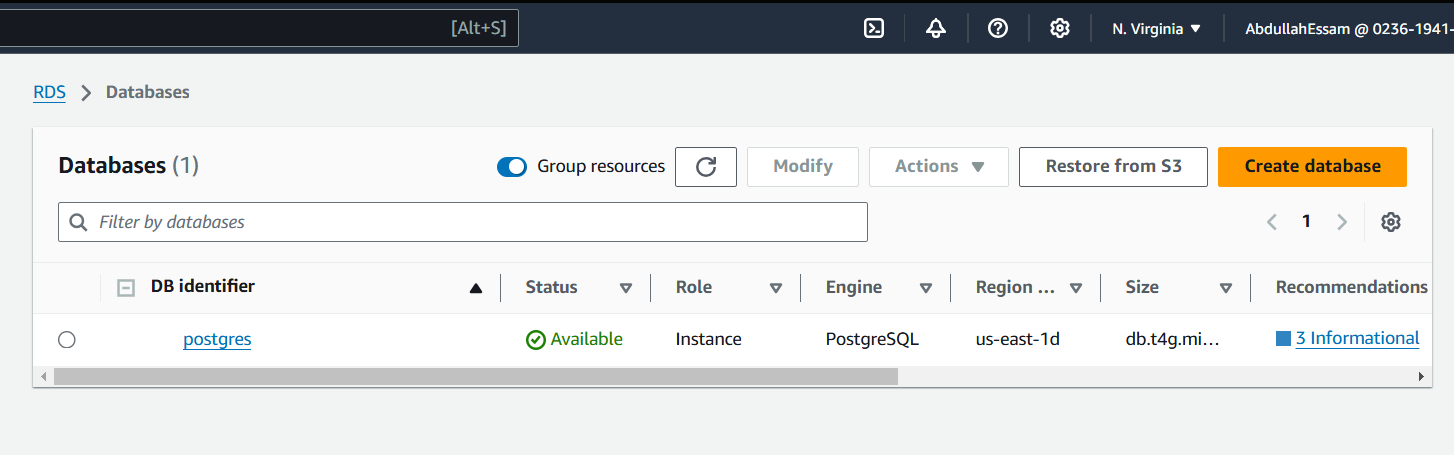 [Alt+S]
N. Virginia
AbdullahEssam @ 0236-1941-
RDS
Databases
Databases (1)
Group resources
Modify
Actions
Restore from S3
Create database
Filter by databases
1
DB identifier
Status
Role
Engine
Region ...
Size
Recommendations
postgres
Available
Instance
PostgreSQL
us-east-1d
db.t4g.mi...
3 Informational